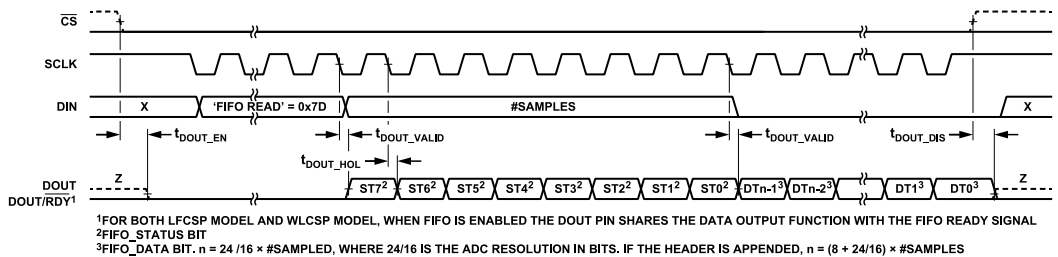 CS
SCLK
DIN X 'FIFO READ' = 0x7D #SAMPLES X
tDOUT_EN tDOUT_VALID tDOUT_VALID tDOUT_DIS
tDOUT_HOL
DOUT Z ST7² ST6² ST5² ST4² ST3² ST2² ST1² ST0² DTn-1³ DTn-2³ DT1³ DT0³ Z
DOUT/RDY¹
¹FOR BOTH LFCSP MODEL AND WLCSP MODEL, WHEN FIFO IS ENABLED THE DOUT PIN SHARES THE DATA OUTPUT FUNCTION WITH THE FIFO READY SIGNAL
²FIFO_STATUS BIT
³FIFO_DATA BIT. n = 24 /16 × #SAMPLED, WHERE 24/16 IS THE ADC RESOLUTION IN BITS. IF THE HEADER IS APPENDED, n = (8 + 24/16) × #SAMPLES